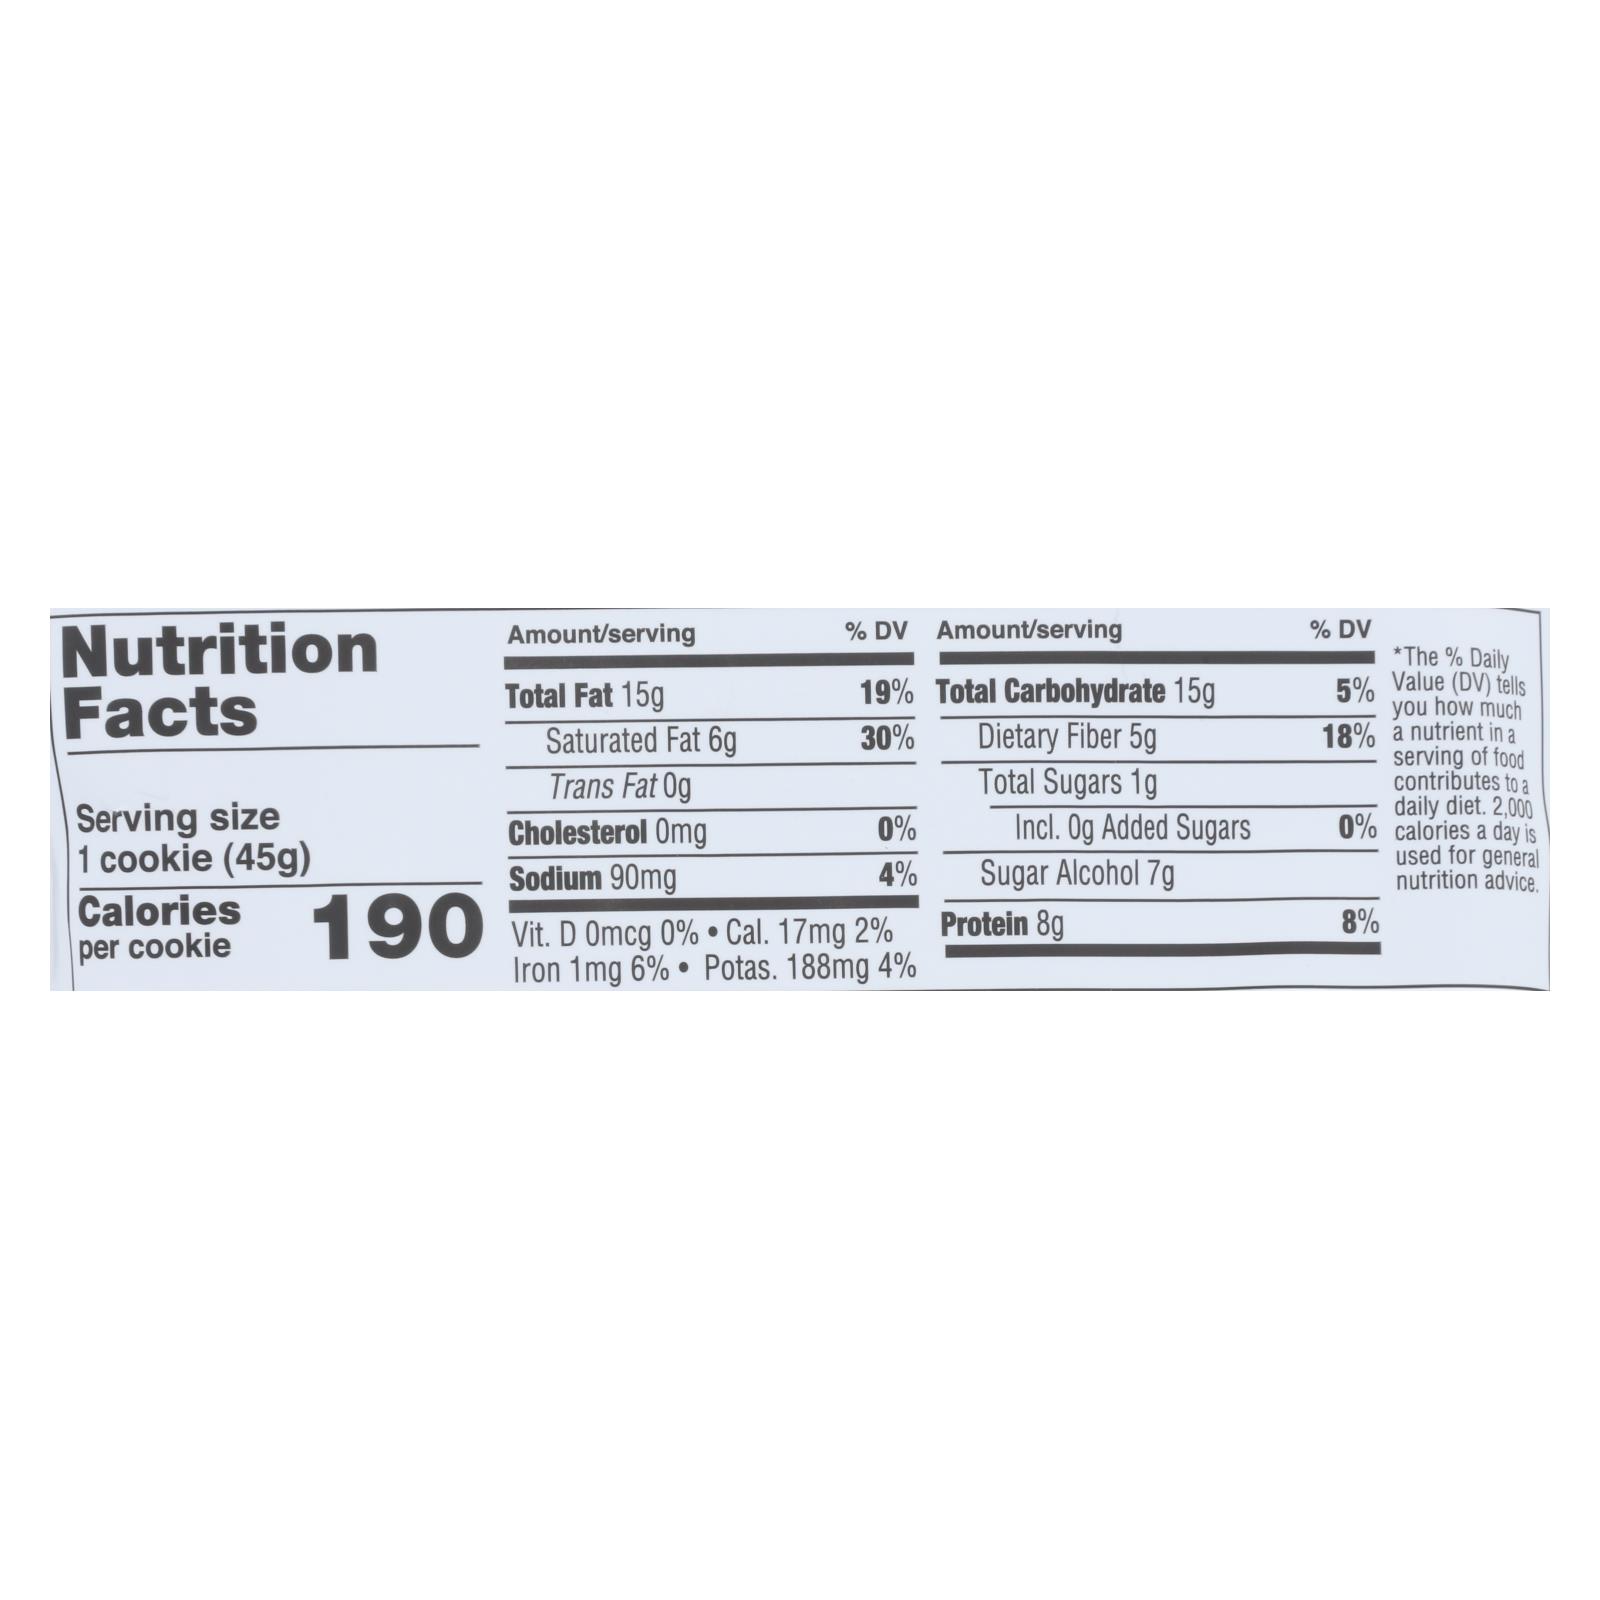 Nutrition
Facts
Serving size
1 cookie (45g)
Calories
per cookie 190
Amount/serving % DV
Total Fat 15g 19%
Saturated Fat 6g 30%
Trans Fat 0g
Cholesterol 0mg 0%
Sodium 90mg 4%
Vit. D 0mcg 0% • Cal. 17mg 2%
Iron 1mg 6% • Potas. 188mg 4%
Amount/serving % DV
Total Carbohydrate 15g 5%
Dietary Fiber 5g 18%
Total Sugars 1g
Incl. 0g Added Sugars 0%
Sugar Alcohol 7g
Protein 8g 8%
*The % Daily
Value (DV) tells
you how much
a nutrient in a
serving of food
contributes to a
daily diet. 2,000
calories a day is
used for general
nutrition advice.